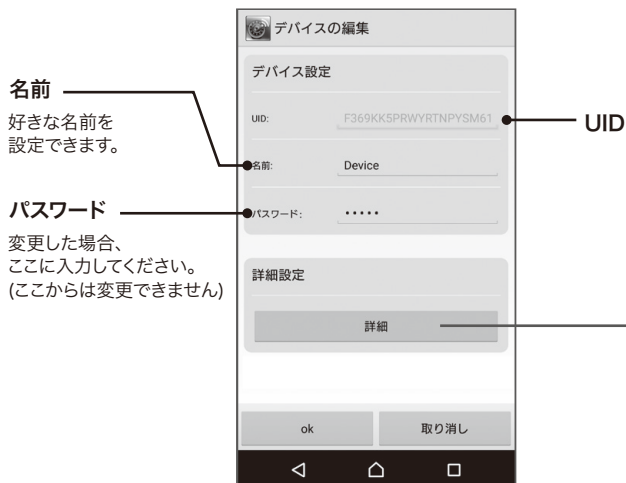 デバイスの編集
デバイス設定
UID:
F369KK5PRWYRTNPYSM61
UID
名前
好きな名前を
設定できます。
名前:
Device
パスワード
変更した場合、
ここに入力してください。
(ここからは変更できません)
パスワード:
•••••
詳細設定
詳細
ok
取り消し